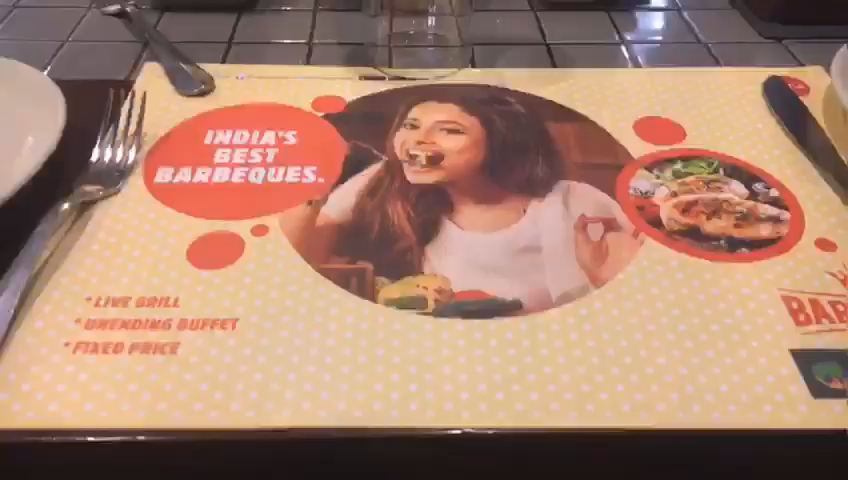 INDIA'S
BEST
BARBEQUES.
*LIVE GRILL
*UNENDING BUFFET
*FIXED PRICE